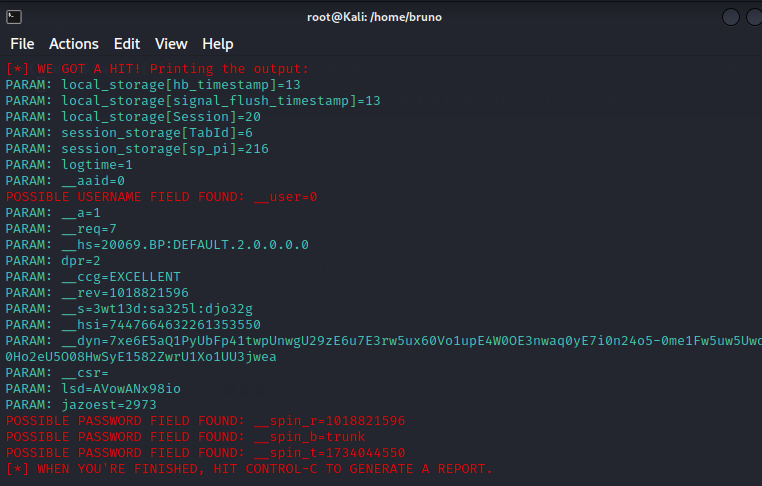 root@Kali: /home/bruno
File Actions Edit View Help
[*] WE GOT A HIT! Printing the output:
PARAM: local_storage[hb_timestamp]=13
PARAM: local_storage[signal_flush_timestamp]=13
PARAM: local_storage[Session]=20
PARAM: session_storage[TabId]=6
PARAM: session_storage[sp_pi]=216
PARAM: logtime=1
PARAM: __aaid=0
POSSIBLE USERNAME FIELD FOUND: __user=0
PARAM: __a=1
PARAM: __req=7
PARAM: __hs=20069.BP:DEFAULT.2.0.0.0.0
PARAM: dpr=2
PARAM: __ccg=EXCELLENT
PARAM: __rev=1018821596
PARAM: __s=3wt13d:sa325l:djo32g
PARAM: __hsi=7447664632261353550
PARAM: __dyn=7xe6E5aQ1PyUbFp41twpUnwgU29zE6u7E3rw5ux60Vo1upE4W0OE3nwaq0yE7i0n24o5-0me1Fw5uw5Uwd
0Ho2eU5O08HwSyE1582ZwrU1Xo1UU3jwea
PARAM: __csr=
PARAM: lsd=AVowANx98io
PARAM: jazoest=2973
POSSIBLE PASSWORD FIELD FOUND: __spin_r=1018821596
POSSIBLE PASSWORD FIELD FOUND: __spin_b=trunk
POSSIBLE PASSWORD FIELD FOUND: __spin_t=1734044550
[*] WHEN YOU'RE FINISHED, HIT CONTROL-C TO GENERATE A REPORT.